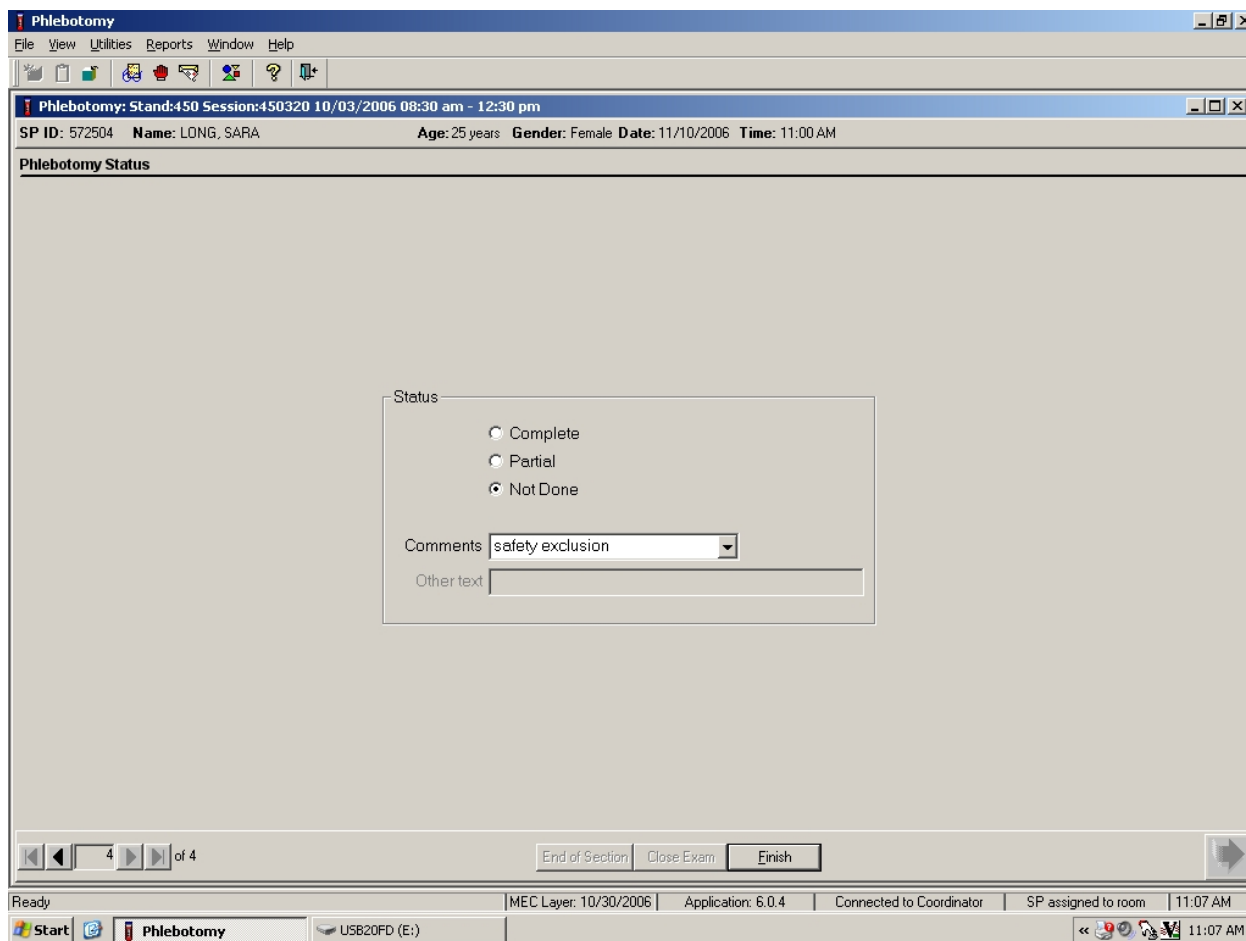 Phlebotomy
File View Utilities Reports Window Help
Phlebotomy: Stand:450 Session:450320 10/03/2006 08:30 am - 12:30 pm
SP ID: 572504 Name: LONG, SARA Age: 25 years Gender: Female Date: 11/10/2006 Time: 11:00 AM
Phlebotomy Status
Status
Complete
Partial
Not Done
Comments safety exclusion
Other text
4 of 4 End of Section Close Exam Finish
Ready MEC Layer: 10/30/2006 Application: 6.0.4 Connected to Coordinator SP assigned to room 11:07 AM
Start Phlebotomy USB20FD (E:) « 11:07 AM